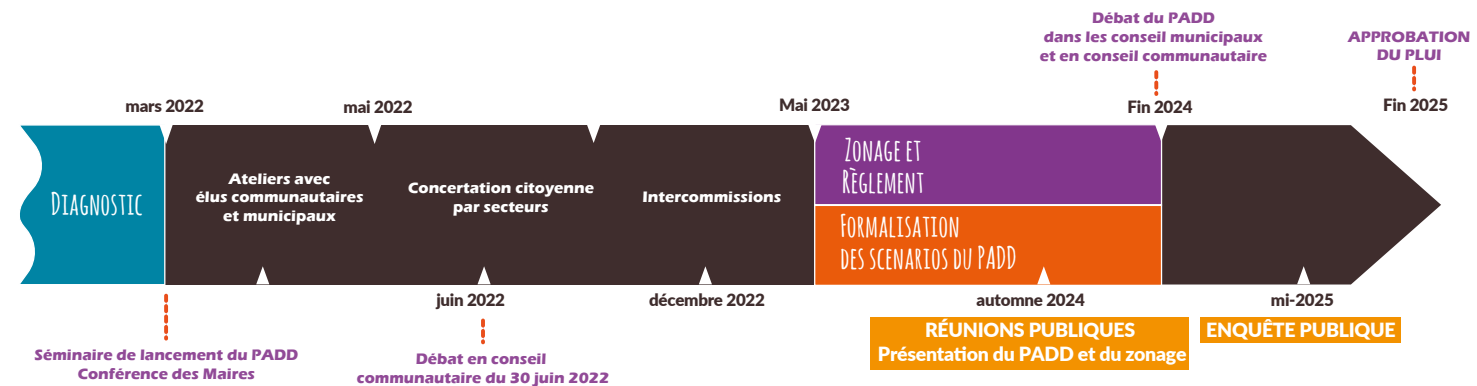 Débat du PADD
dans les conseil municipaux
et en conseil communautaire
APPROBATION
DU PLUI
mars 2022
mai 2022
Mai 2023
Fin 2024
Fin 2025
DIAGNOSTIC
Ateliers avec
élus communautaires
et municipaux
Concertation citoyenne
par secteurs
Intercommissions
ZONAGE ET
RÈGLEMENT
FORMALISATION
DES SCENARIOS DU PADD
juin 2022
décembre 2022
automne 2024
mi-2025
Séminaire de lancement du PADD
Conférence des Maires
Débat en conseil
communautaire du 30 juin 2022
RÉUNIONS PUBLIQUES
Présentation du PADD et du zonage
ENQUÊTE PUBLIQUE